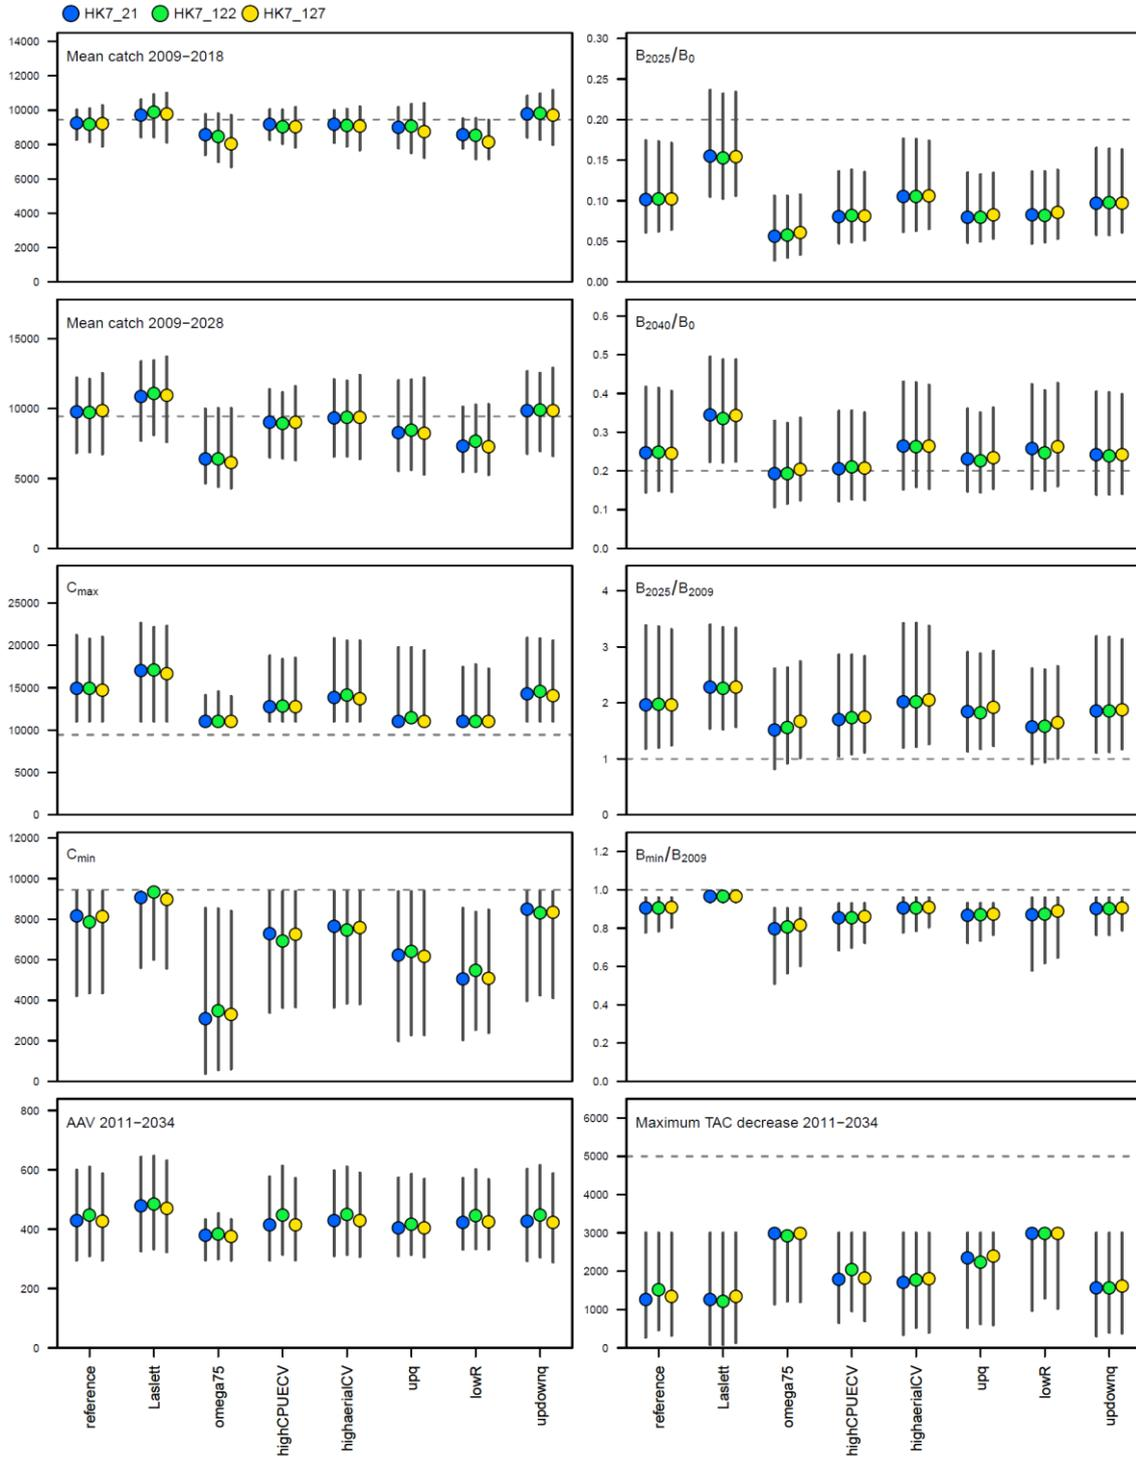 HK7_21 HK7_122 HK7_127
Mean catch 2009−2018
14000
12000
10000
8000
6000
4000
2000
0
B2025/B0
0.30
0.25
0.20
0.15
0.10
0.05
0.00
Mean catch 2009−2028
15000
10000
5000
0
B2040/B0
0.6
0.5
0.4
0.3
0.2
0.1
0.0
Cmax
25000
20000
15000
10000
5000
0
B2025/B2009
4
3
2
1
0
Cmin
12000
10000
8000
6000
4000
2000
0
Bmin/B2009
1.2
1.0
0.8
0.6
0.4
0.2
0.0
AAV 2011−2034
800
600
400
200
0
Maximum TAC decrease 2011−2034
6000
5000
4000
3000
2000
1000
0
reference
Laslett
omega75
highCPUECV
highaerialCV
upq
lowR
updownq
reference
Laslett
omega75
highCPUECV
highaerialCV
upq
lowR
updownq